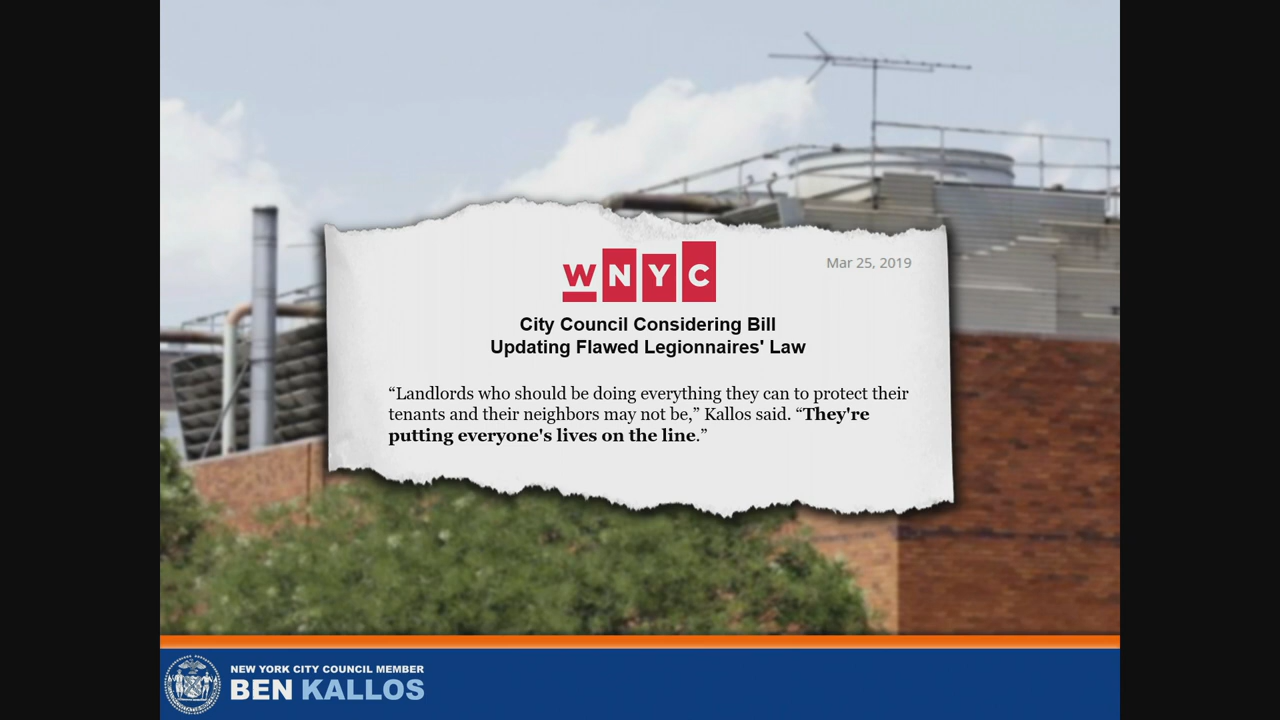 WNYC
Mar 25, 2019
City Council Considering Bill
Updating Flawed Legionnaires' Law
“Landlords who should be doing everything they can to protect their
tenants and their neighbors may not be,” Kallos said. “They're
putting everyone's lives on the line.”
NEW YORK CITY COUNCIL MEMBER
BEN KALLOS